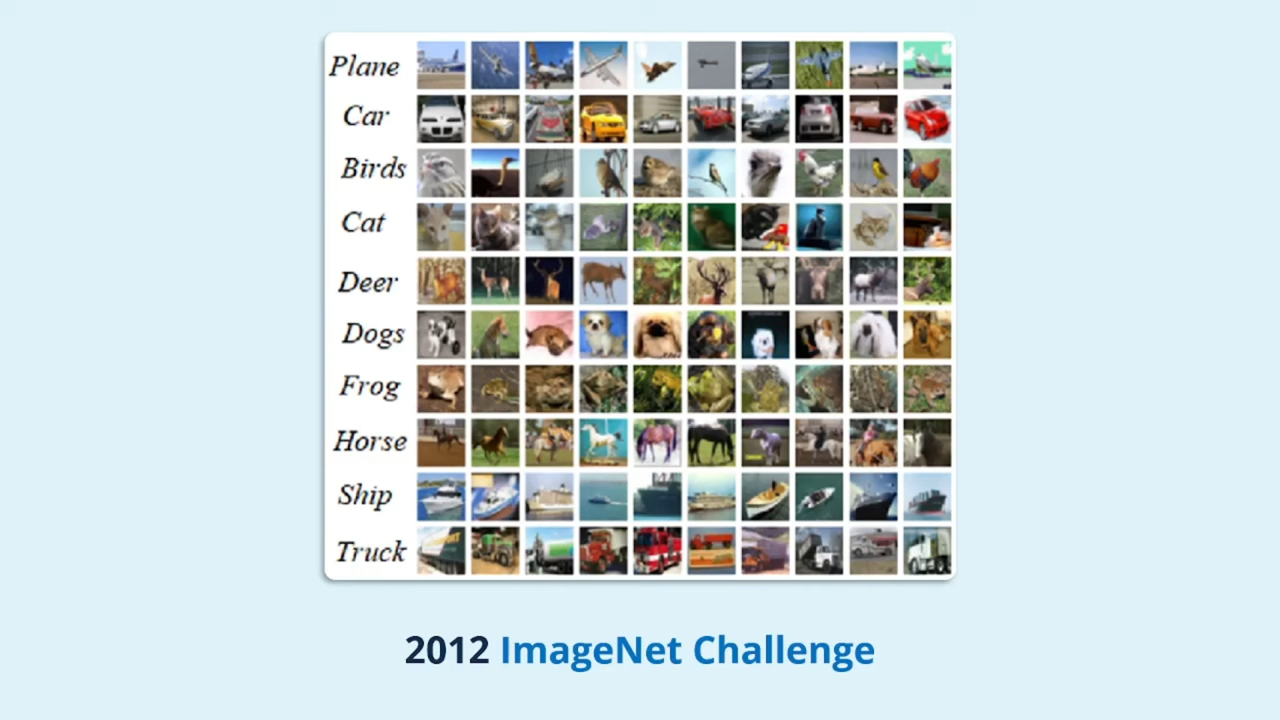 Plane
Car
Birds
Cat
Deer
Dogs
Frog
Horse
Ship
Truck
2012 ImageNet Challenge